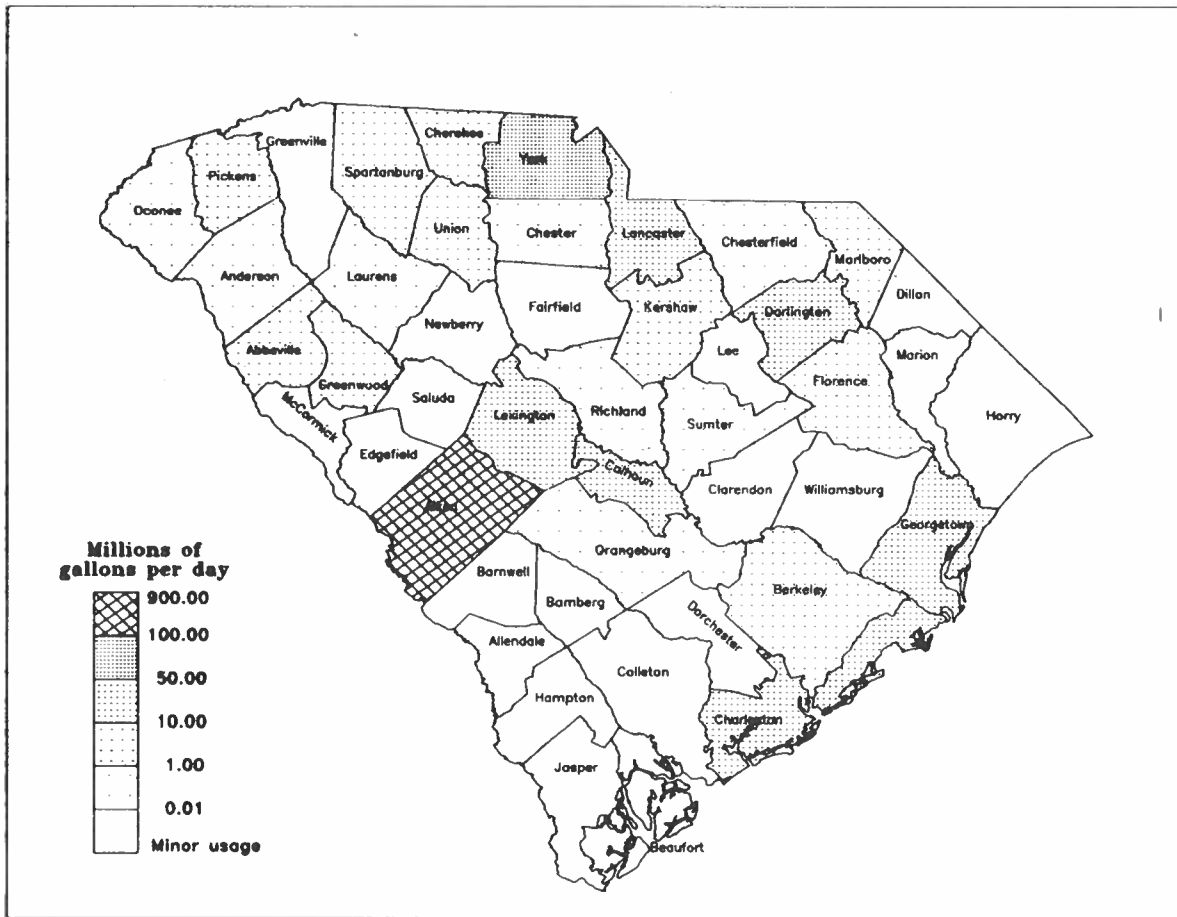 Greenville
Cherokee
York
Pickens
Spartanburg
Oconee
Union
Chester
Lancaster
Chesterfield
Marlboro
Anderson
Laurens
Dillon
Fairfield
Kershaw
Darlington
Newberry
Abbeville
Lee
Marion
Greenwood
Florence
Saluda
McCormick
Lexington
Richland
Sumter
Horry
Edgefield
Calhoun
Clarendon
Williamsburg
Georgetown
Orangeburg
Barnwell
Bamberg
Berkeley
Dorchester
Allendale
Colleton
Hampton
Charleston
Jasper
Beaufort
Millions of
gallons per day
900.00
100.00
50.00
10.00
1.00
0.01
Minor usage